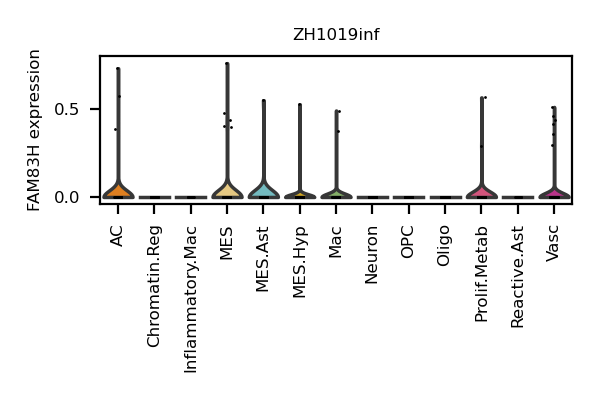 ZH1019inf
FAM83H expression
0.5
0.0
AC
Chromatin.Reg
Inflammatory.Mac
MES
MES.Ast
MES.Hyp
Mac
Neuron
OPC
Oligo
Prolif.Metab
Reactive.Ast
Vasc